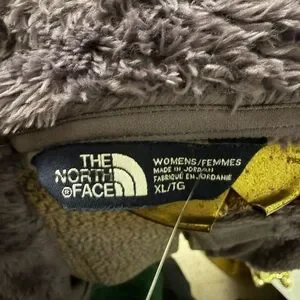 THE
NORTH
®FACE
WOMENS/FEMMES
MADE IN JORDAN
FABRIQUÉ EN JORDANIE
XL/TG